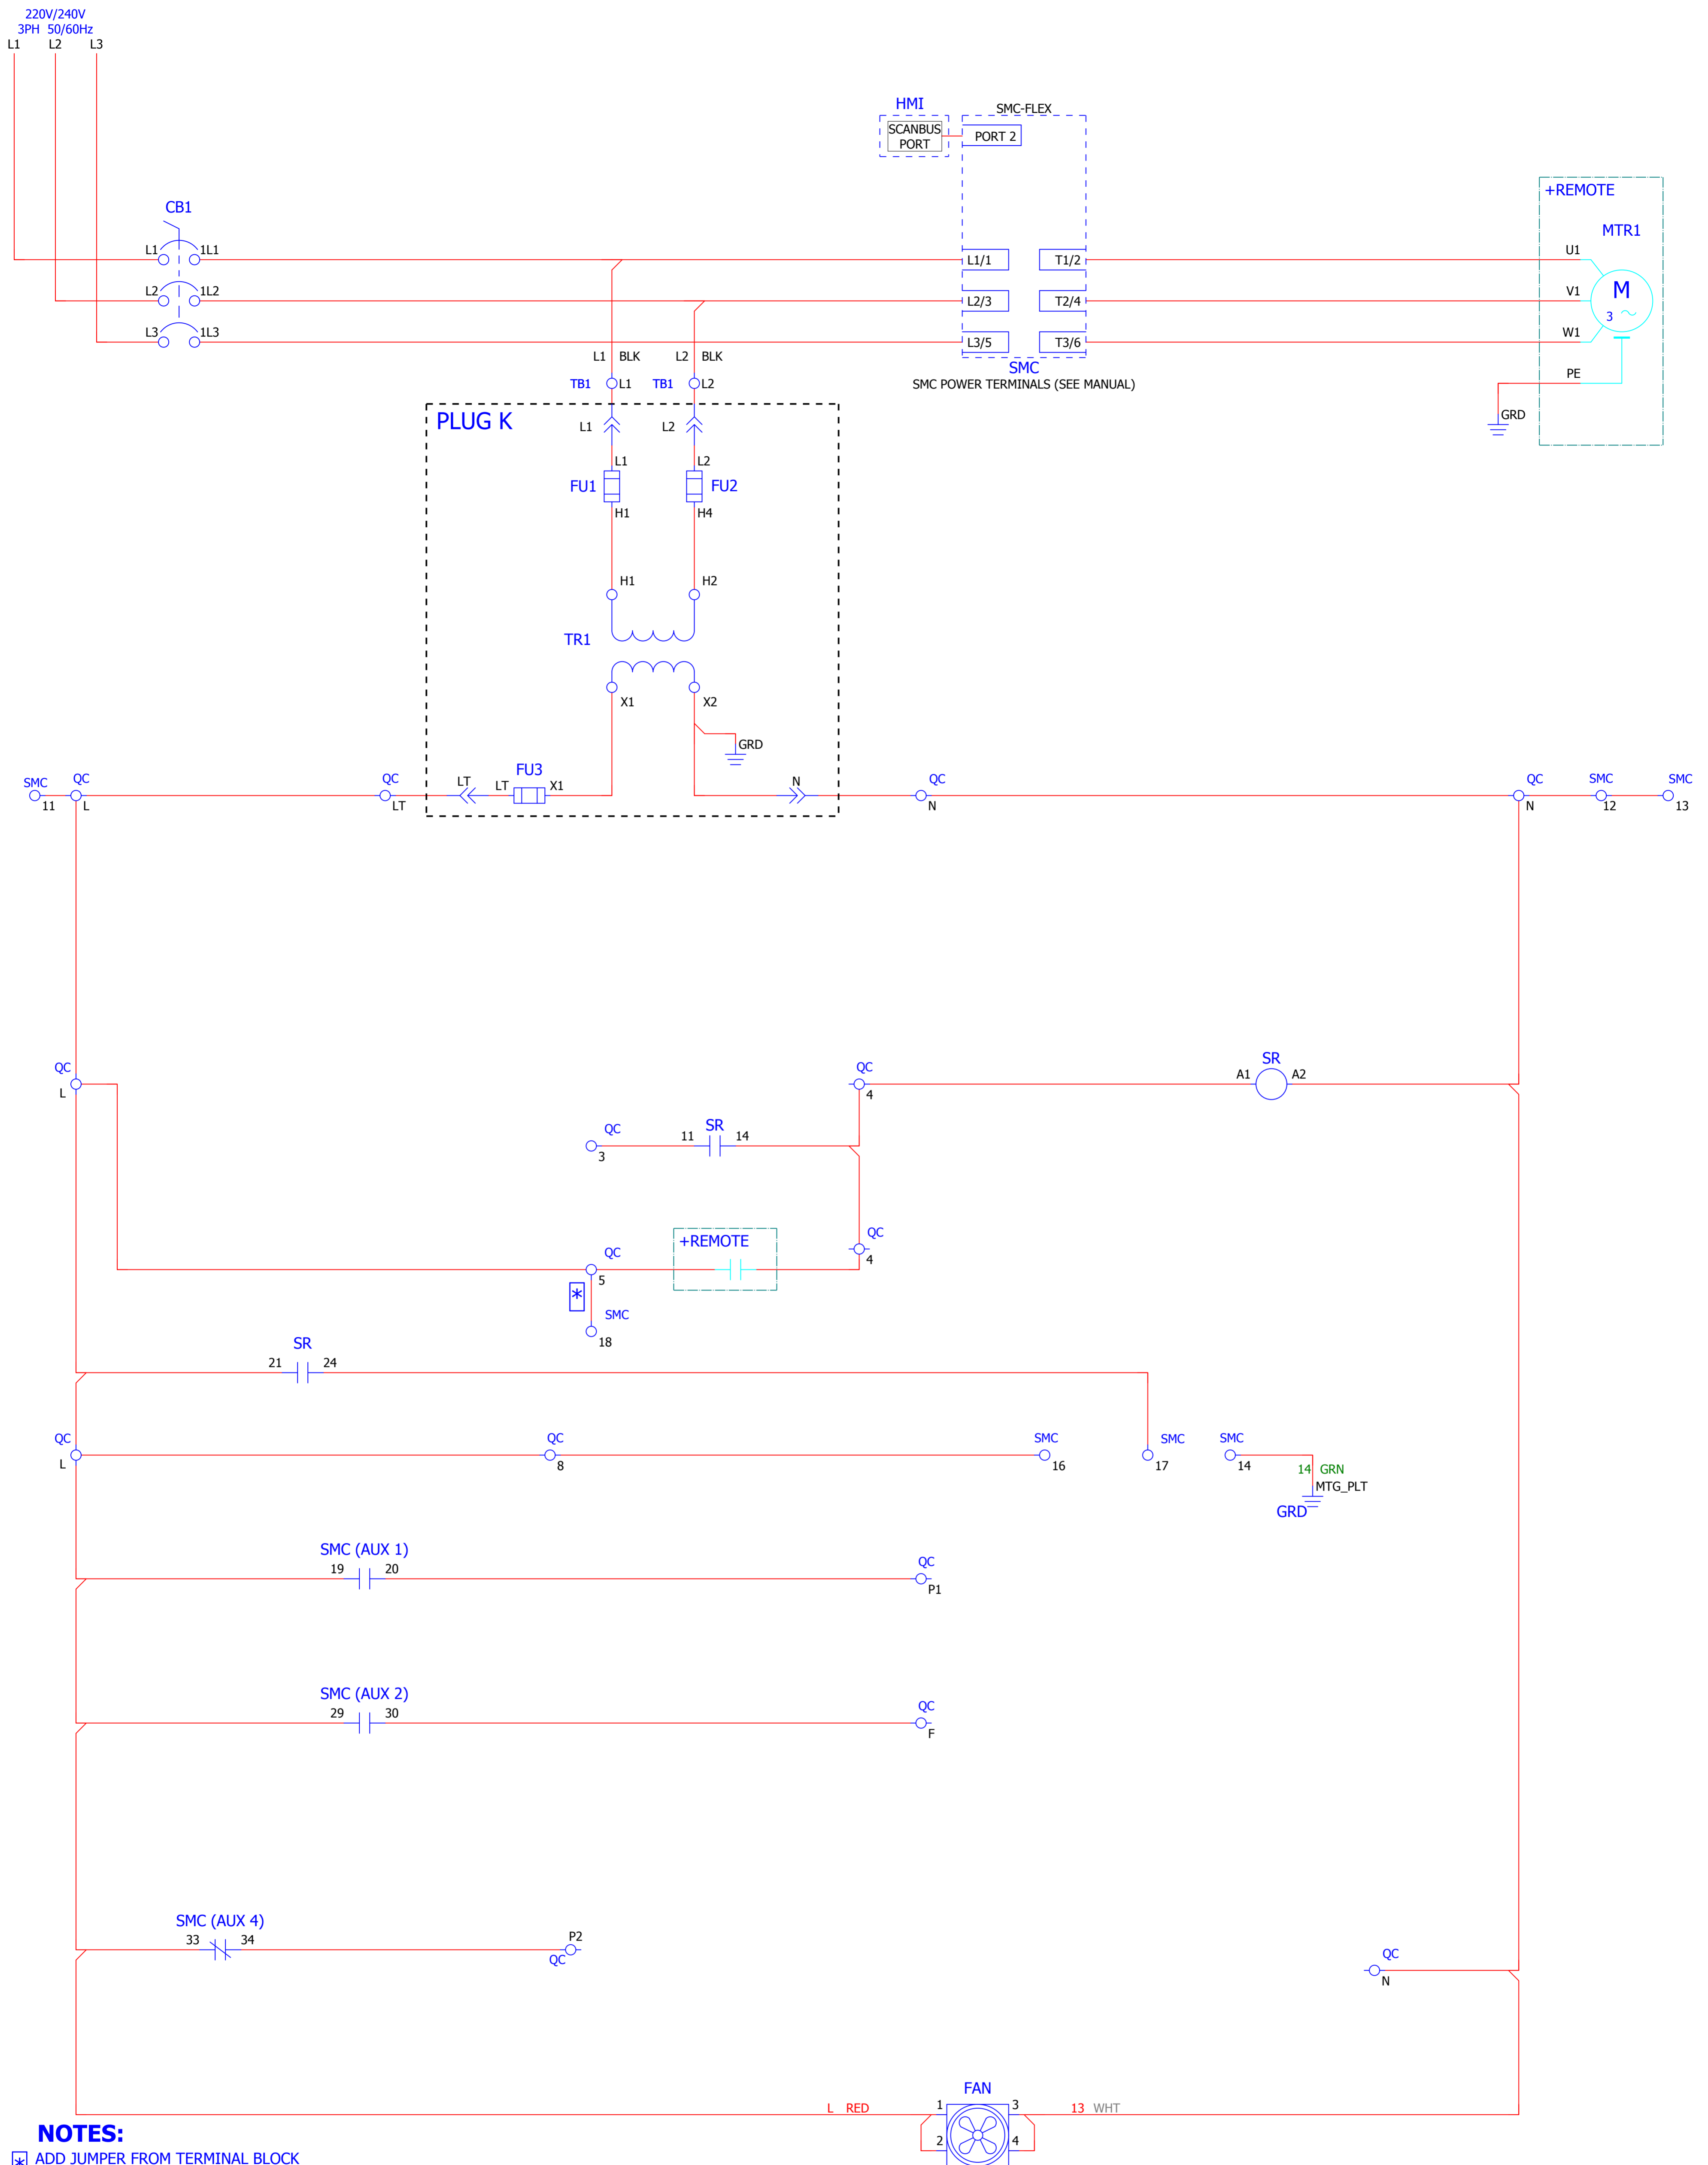 220V/240V
3PH 50/60Hz
L1 L2 L3
HMI
SMC-FLEX
SCANBUS
PORT
PORT 2
+REMOTE
CB1
MTR1
L1 1L1
L1/1 T1/2
U1
L2 1L2
L2/3 T2/4
V1
M
3
L3 1L3
L3/5 T3/6
W1
L1 BLK L2 BLK
SMC
SMC POWER TERMINALS (SEE MANUAL)
PE
TB1 L1 TB1 L2
GRD
PLUG K
L1 L2
L1 L2
FU1 FU2
H1 H4
H1 H2
TR1
X1 X2
GRD
FU3
SMC QC QC LT LT X1 N QC QC SMC SMC
11 L LT N N 12 13
QC QC SR
L 4 A1 A2
QC SR
3 11 14
QC
4
+REMOTE
QC
5
*
SMC
18
SR
21 24
QC QC SMC SMC SMC
L 8 16 17 14
14 GRN
MTG_PLT
GRD
SMC (AUX 1)
19 20 QC
P1
SMC (AUX 2)
29 30 QC
F
SMC (AUX 4)
33 34 P2
QC
QC
N
FAN
L RED 1 3 13 WHT
2 4
NOTES:
* ADD JUMPER FROM TERMINAL BLOCK